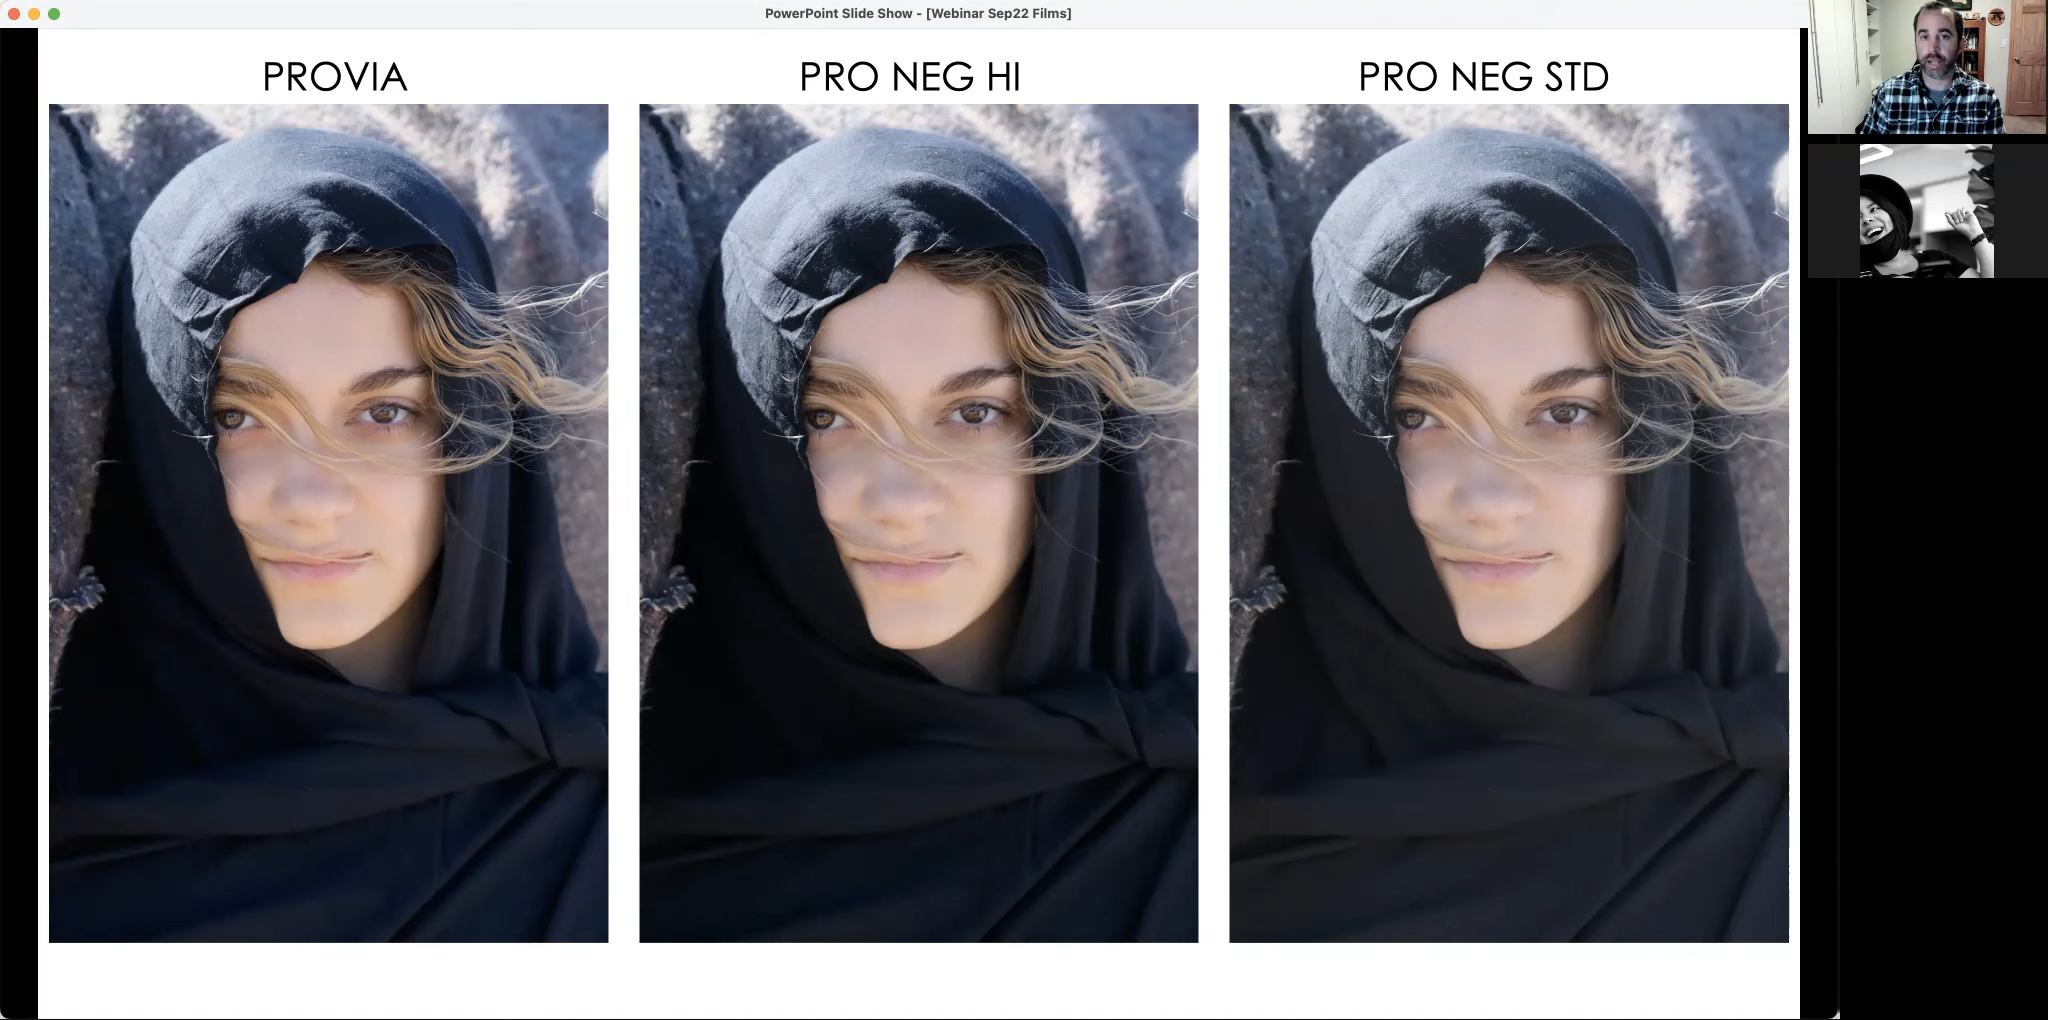 PowerPoint Slide Show - [Webinar Sep22 Films]
PROVIA
PRO NEG HI
PRO NEG STD